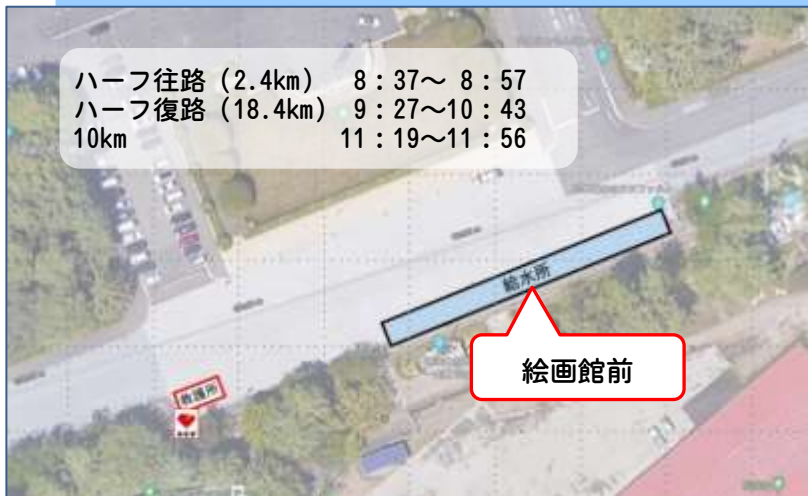 ハーフ往路（2.4km） 8：37～ 8：57
ハーフ復路（18.4km） 9：27～10：43
10km 11：19～11：56
給水所
絵画館前
救護所